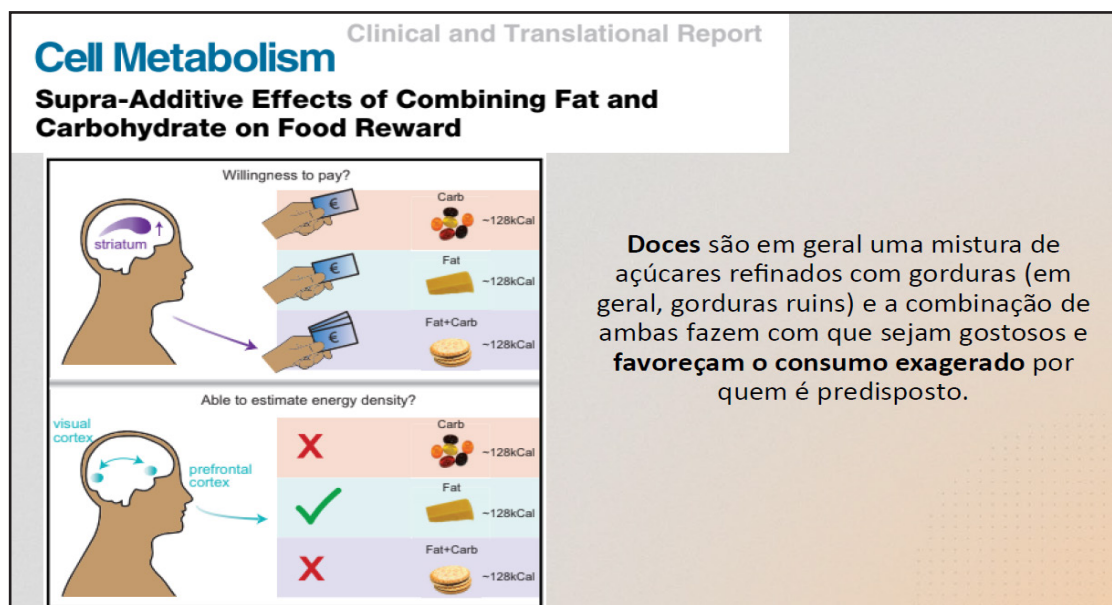 Clinical and Translational Report
Cell Metabolism
Supra-Additive Effects of Combining Fat and
Carbohydrate on Food Reward
Willingness to pay?
striatum
€
Carb
~128kCal
€
Fat
~128kCal
€
Fat+Carb
~128kCal
Able to estimate energy density?
visual
cortex
prefrontal
cortex
X
Carb
~128kCal
Fat
~128kCal
X
Fat+Carb
~128kCal
Doces são em geral uma mistura de
açúcares refinados com gorduras (em
geral, gorduras ruins) e a combinação de
ambas fazem com que sejam gostosos e
favoreçam o consumo exagerado por
quem é predisposto.